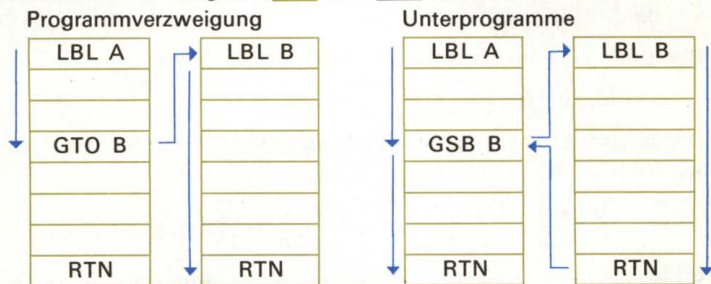 Programmverzweigung
LBL A
GTO B
RTN
LBL B
RTN
Unterprogramme
LBL A
GSB B
RTN
LBL B
RTN